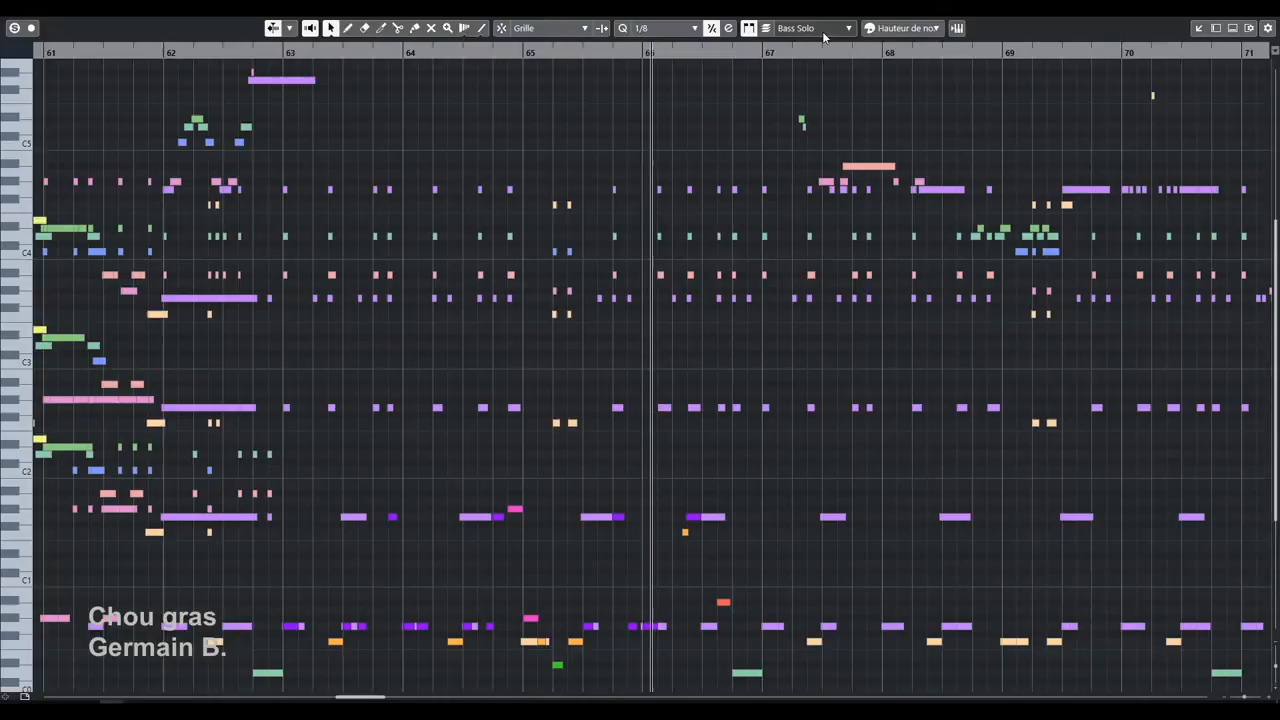 Grille Q 1/8 Bass Solo Hauteur de no
61 62 63 64 65 66 67 68 69 70 71
C5
C4
C3
C2
C1
C0
Chou gras
Germain B.